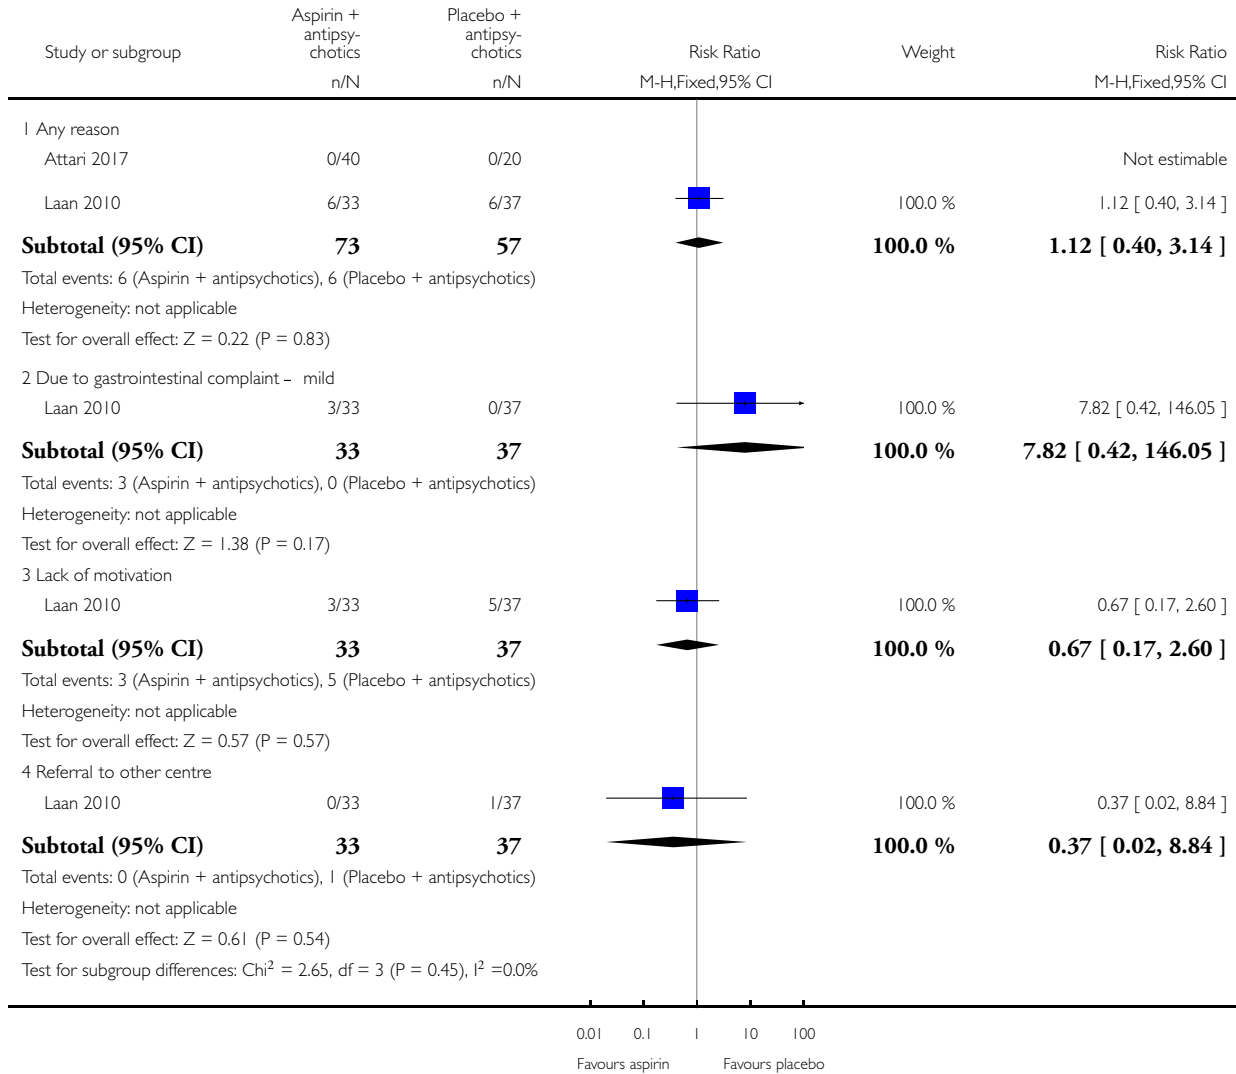 Study or subgroup Aspirin + antipsy- chotics Placebo + antipsy- chotics Risk Ratio Weight Risk Ratio
n/N n/N M-H,Fixed,95% CI M-H,Fixed,95% CI
1 Any reason
Attari 2017 0/40 0/20 Not estimable
Laan 2010 6/33 6/37 100.0 % 1.12 [ 0.40, 3.14 ]
Subtotal (95% CI) 73 57 100.0 % 1.12 [ 0.40, 3.14 ]
Total events: 6 (Aspirin + antipsychotics), 6 (Placebo + antipsychotics)
Heterogeneity: not applicable
Test for overall effect: Z = 0.22 (P = 0.83)
2 Due to gastrointestinal complaint – mild
Laan 2010 3/33 0/37 100.0 % 7.82 [ 0.42, 146.05 ]
Subtotal (95% CI) 33 37 100.0 % 7.82 [ 0.42, 146.05 ]
Total events: 3 (Aspirin + antipsychotics), 0 (Placebo + antipsychotics)
Heterogeneity: not applicable
Test for overall effect: Z = 1.38 (P = 0.17)
3 Lack of motivation
Laan 2010 3/33 5/37 100.0 % 0.67 [ 0.17, 2.60 ]
Subtotal (95% CI) 33 37 100.0 % 0.67 [ 0.17, 2.60 ]
Total events: 3 (Aspirin + antipsychotics), 5 (Placebo + antipsychotics)
Heterogeneity: not applicable
Test for overall effect: Z = 0.57 (P = 0.57)
4 Referral to other centre
Laan 2010 0/33 1/37 100.0 % 0.37 [ 0.02, 8.84 ]
Subtotal (95% CI) 33 37 100.0 % 0.37 [ 0.02, 8.84 ]
Total events: 0 (Aspirin + antipsychotics), 1 (Placebo + antipsychotics)
Heterogeneity: not applicable
Test for overall effect: Z = 0.61 (P = 0.54)
Test for subgroup differences: Chi² = 2.65, df = 3 (P = 0.45), I² =0.0%
0.01 0.1 1 10 100
Favours aspirin Favours placebo